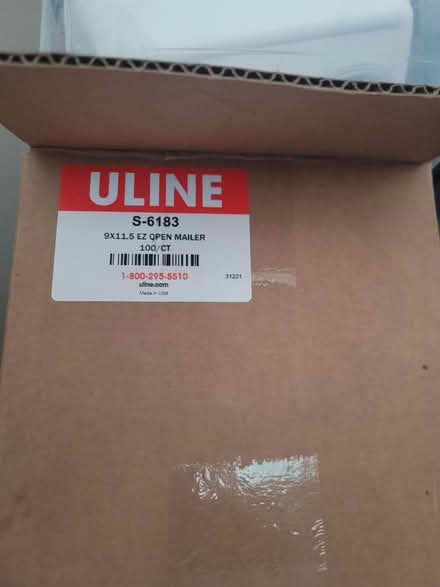 ULINE
S-6183
9X11.5 EZ OPEN MAILER
100/CT
1-800-295-5510
31221
uline.com
Made in USA